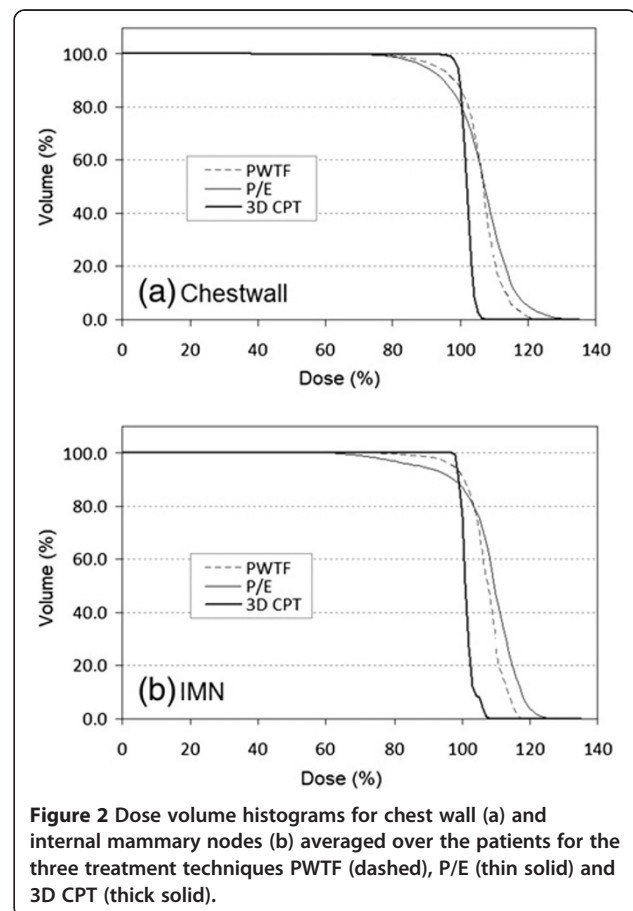 100.0
80.0
60.0
40.0
20.0
0.0
Volume (%)
PWTF
P/E
3D CPT
(a) Chestwall
0 20 40 60 80 100 120 140
Dose (%)
100.0
80.0
60.0
40.0
20.0
0.0
Volume (%)
PWTF
P/E
3D CPT
(b) IMN
0 20 40 60 80 100 120 140
Dose (%)
Figure 2 Dose volume histograms for chest wall (a) and
internal mammary nodes (b) averaged over the patients for the
three treatment techniques PWTF (dashed), P/E (thin solid) and
3D CPT (thick solid).